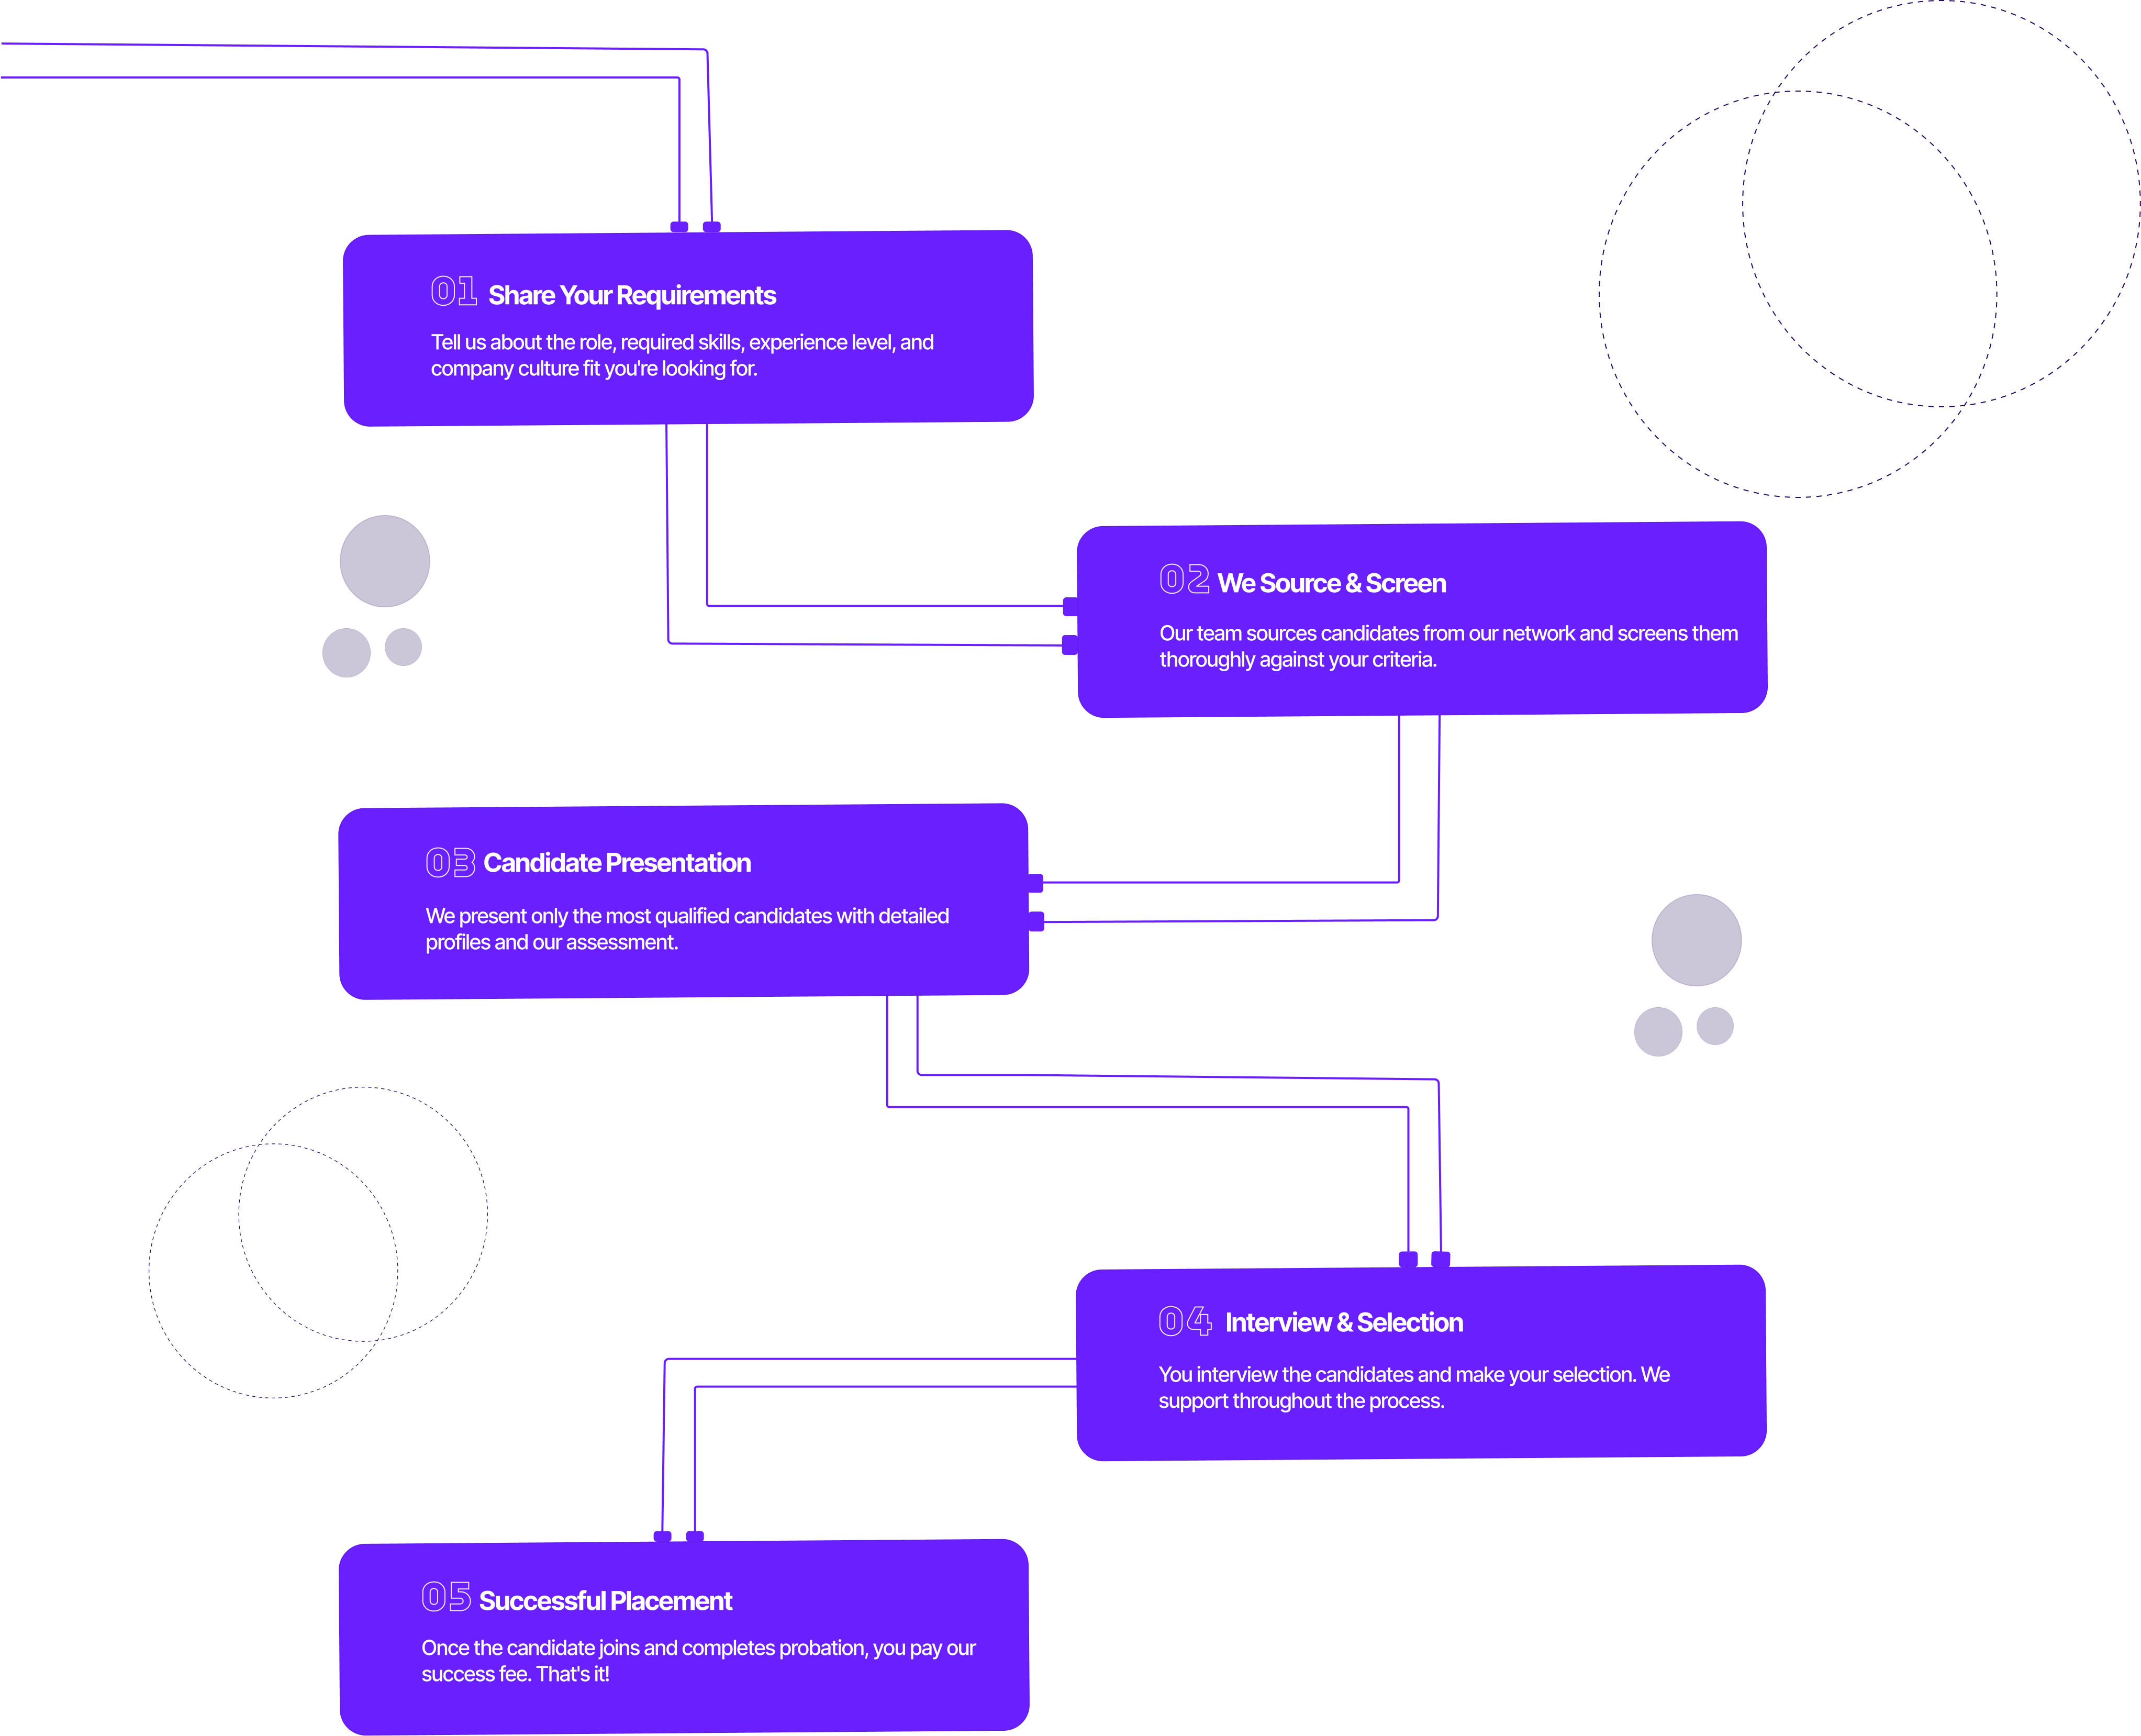 01 Share Your Requirements
Tell us about the role, required skills, experience level, and
company culture fit you're looking for.
02 We Source & Screen
Our team sources candidates from our network and screens them
thoroughly against your criteria.
03 Candidate Presentation
We present only the most qualified candidates with detailed
profiles and our assessment.
04 Interview & Selection
You interview the candidates and make your selection. We
support throughout the process.
05 Successful Placement
Once the candidate joins and completes probation, you pay our
success fee. That's it!